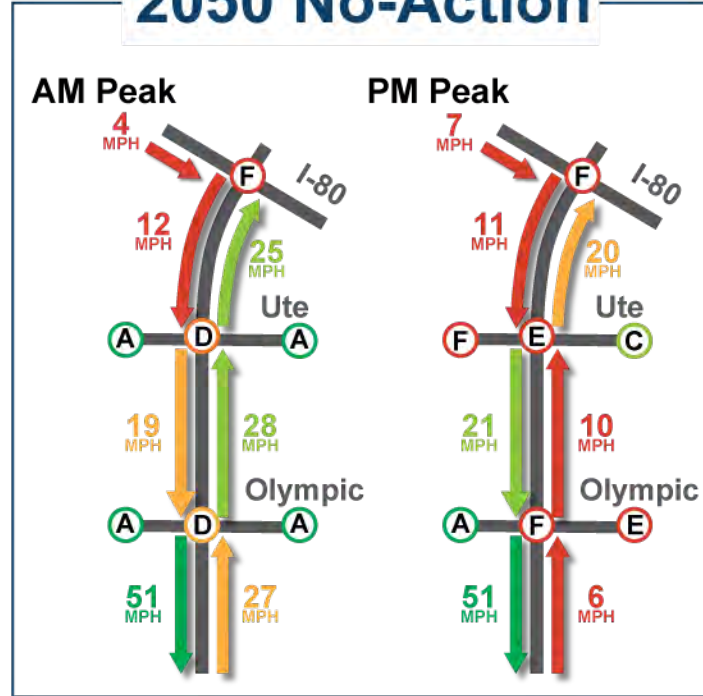 2050 No-Action
AM Peak
4
MPH
F
I-80
12
MPH
25
MPH
Ute
A
D
A
19
MPH
28
MPH
Olympic
A
D
A
51
MPH
27
MPH
PM Peak
7
MPH
F
I-80
11
MPH
20
MPH
Ute
F
E
C
21
MPH
10
MPH
Olympic
A
F
E
51
MPH
6
MPH